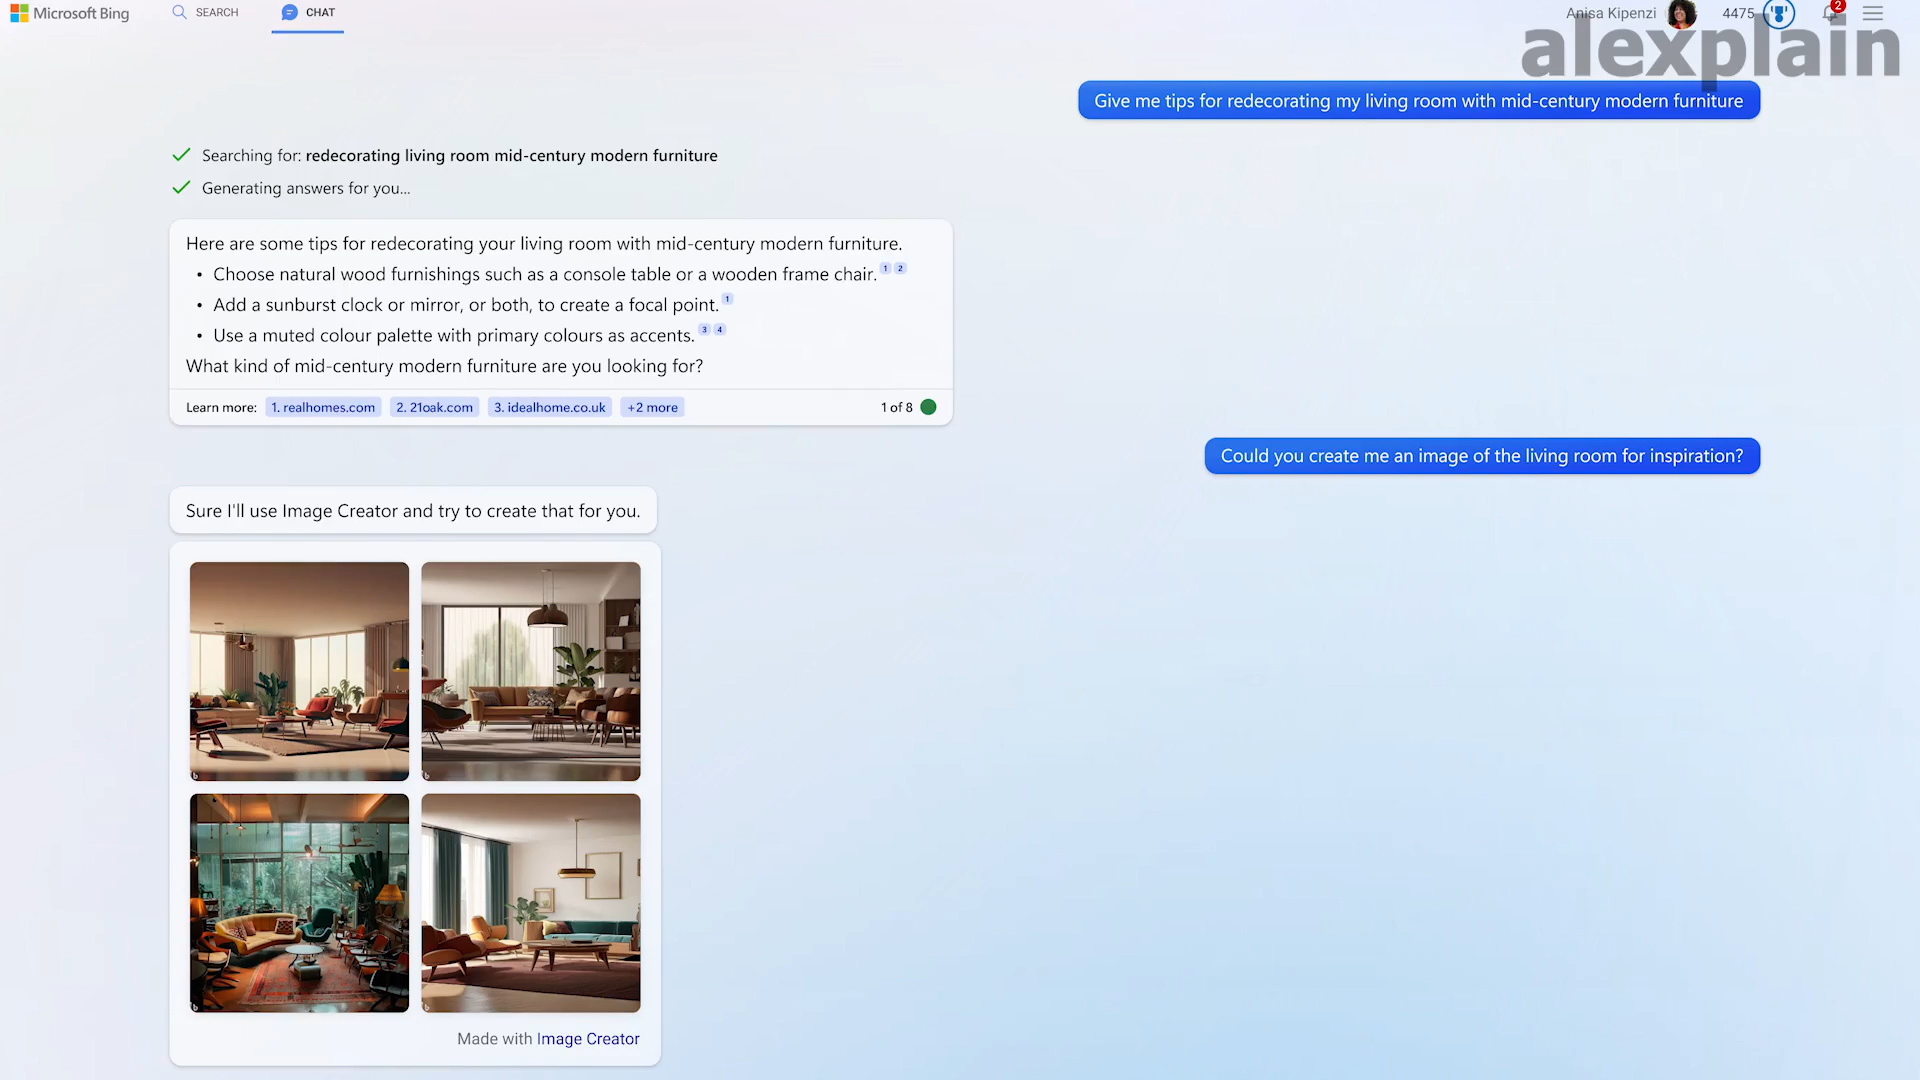 Microsoft Bing
SEARCH
CHAT
Anisa Kipenzi
4475
2
alexplain
Give me tips for redecorating my living room with mid-century modern furniture
Searching for: redecorating living room mid-century modern furniture
Generating answers for you...
Here are some tips for redecorating your living room with mid-century modern furniture.
• Choose natural wood furnishings such as a console table or a wooden frame chair. 1 2
• Add a sunburst clock or mirror, or both, to create a focal point. 1
• Use a muted colour palette with primary colours as accents. 3 4
What kind of mid-century modern furniture are you looking for?
Learn more: 1. realhomes.com 2. 21oak.com 3. idealhome.co.uk +2 more 1 of 8
Could you create me an image of the living room for inspiration?
Sure I'll use Image Creator and try to create that for you.
Made with Image Creator